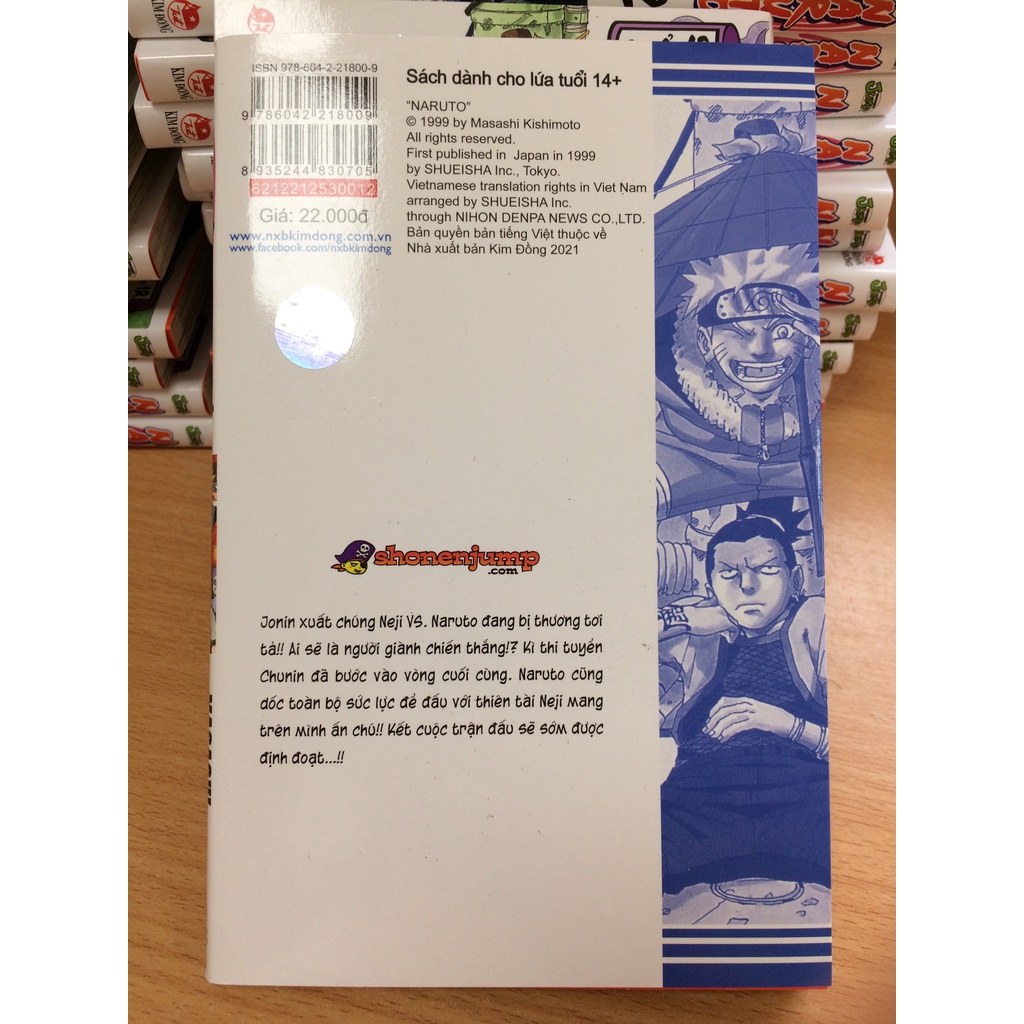 ISBN 978-604-2-21800-9
9 786042 218009
8 935244 830705
6212212530012
Giá: 22.000đ
www.nxbkimdong.com.vn
www.facebook.com/nxbkimdong
Sách dành cho lứa tuổi 14+
"NARUTO"
© 1999 by Masashi Kishimoto
All rights reserved.
First published in Japan in 1999
by SHUEISHA Inc., Tokyo.
Vietnamese translation rights in Viet Nam
arranged by SHUEISHA Inc.
through NIHON DENPA NEWS CO.,LTD.
Bản quyền bản tiếng Việt thuộc về
Nhà xuất bản Kim Đồng 2021
shonenjump
.com
Jonin xuất chúng Neji VS. Naruto đang bị thương tơi
tả!! Ai sẽ là người giành chiến thắng!? Kì thi tuyển
Chunin đã bước vào vòng cuối cùng. Naruto cũng
dốc toàn bộ sức lực để đấu với thiên tài Neji mang
trên mình ấn chú!! Kết cuộc trận đấu sẽ sớm được
định đoạt...!!
KIM ĐỒNG
KIM ĐỒNG